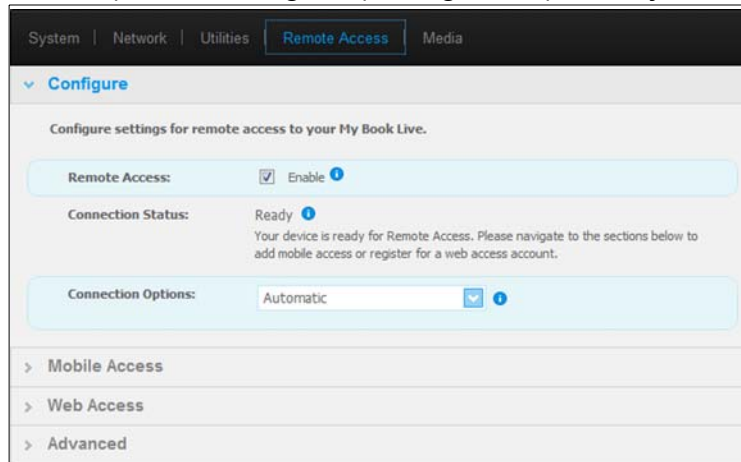 System | Network | Utilities | Remote Access | Media
Configure
Configure settings for remote access to your My Book Live.
Remote Access: Enable
Connection Status: Ready
Your device is ready for Remote Access. Please navigate to the sections below to
add mobile access or register for a web access account.
Connection Options: Automatic
Mobile Access
Web Access
Advanced